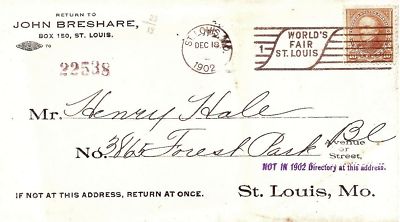 RETURN TO
JOHN BRESHARE,
BOX 150, ST. LOUIS.
ST. LOUIS, MO.
DEC 18
1902
1
WORLD'S
FAIR
ST. LOUIS
22538
Mr. Henry Hale
No. 3865 Forest Park Bl
Avenue
or
Street,
NOT IN 1902 Directory at this address.
IF NOT AT THIS ADDRESS, RETURN AT ONCE.
St. Louis, Mo.